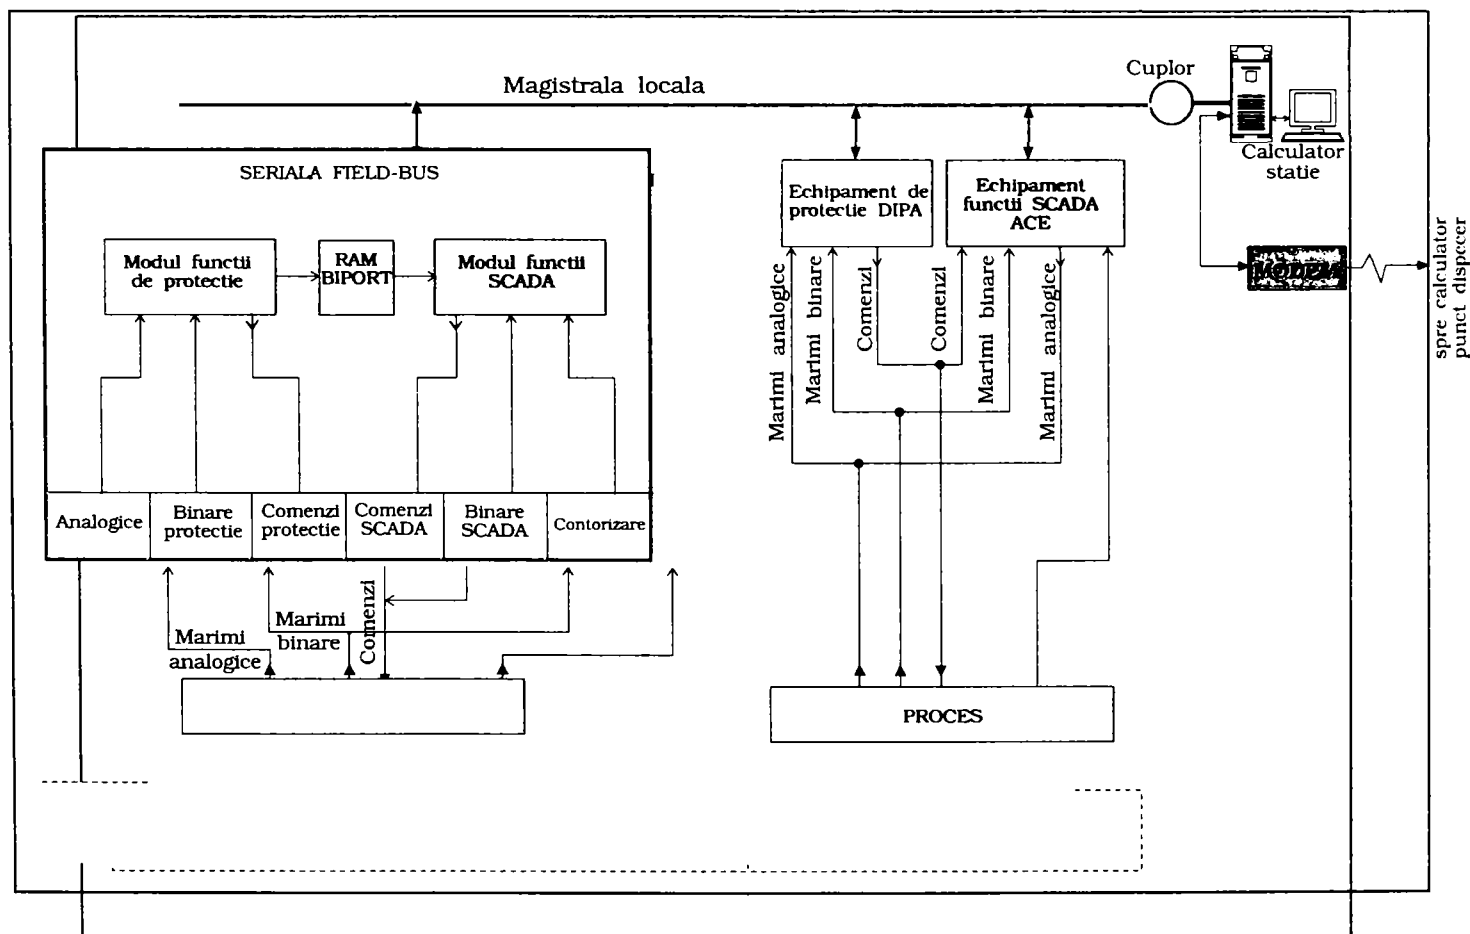 Magistrala locala
Cuplor
Calculator
statie
SERIALA FIELD-BUS
Modul functii
de protectie
RAM
BIPORT
Modul functii
SCADA
Echipament de
protectie DIPA
Echipament
functii SCADA
ACE
MODEM
spre calculator
punct dispecer
Marimi analogice
Marimi binare
Comenzi
Comenzi
Marimi binare
Marimi analogice
Analogice
Binare
protectie
Comenzi
protectie
Comenzi
SCADA
Binare
SCADA
Contorizare
Marimi
analogice
Marimi
binare
Comenzi
PROCES